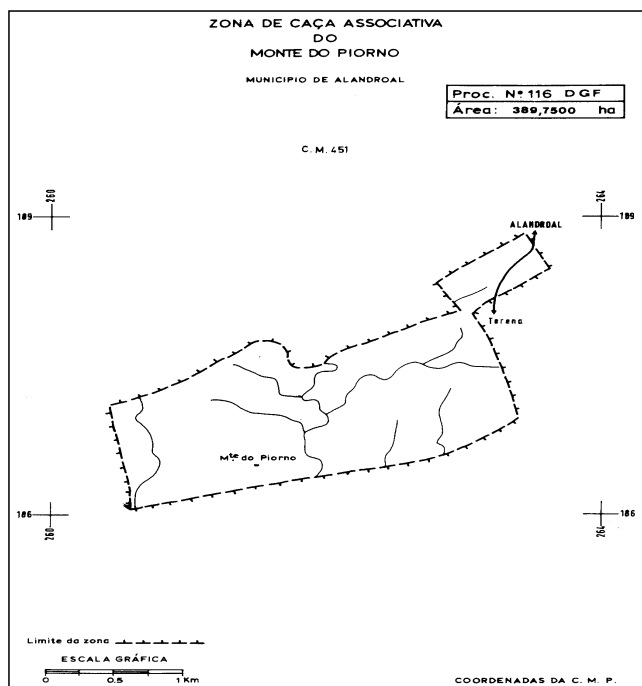 ZONA DE CAÇA ASSOCIATIVA
DO
MONTE DO PIORNO
MUNICIPIO DE ALANDROAL
Proc. Nº 116 DGF
Área: 389,7500 ha
C. M. 451
260
264
189
189
ALANDROAL
Terena
Mte do Piorno
186
186
260
264
Limite da zona
ESCALA GRÁFICA
0 0.5 1 Km
COORDENADAS DA C. M. P.